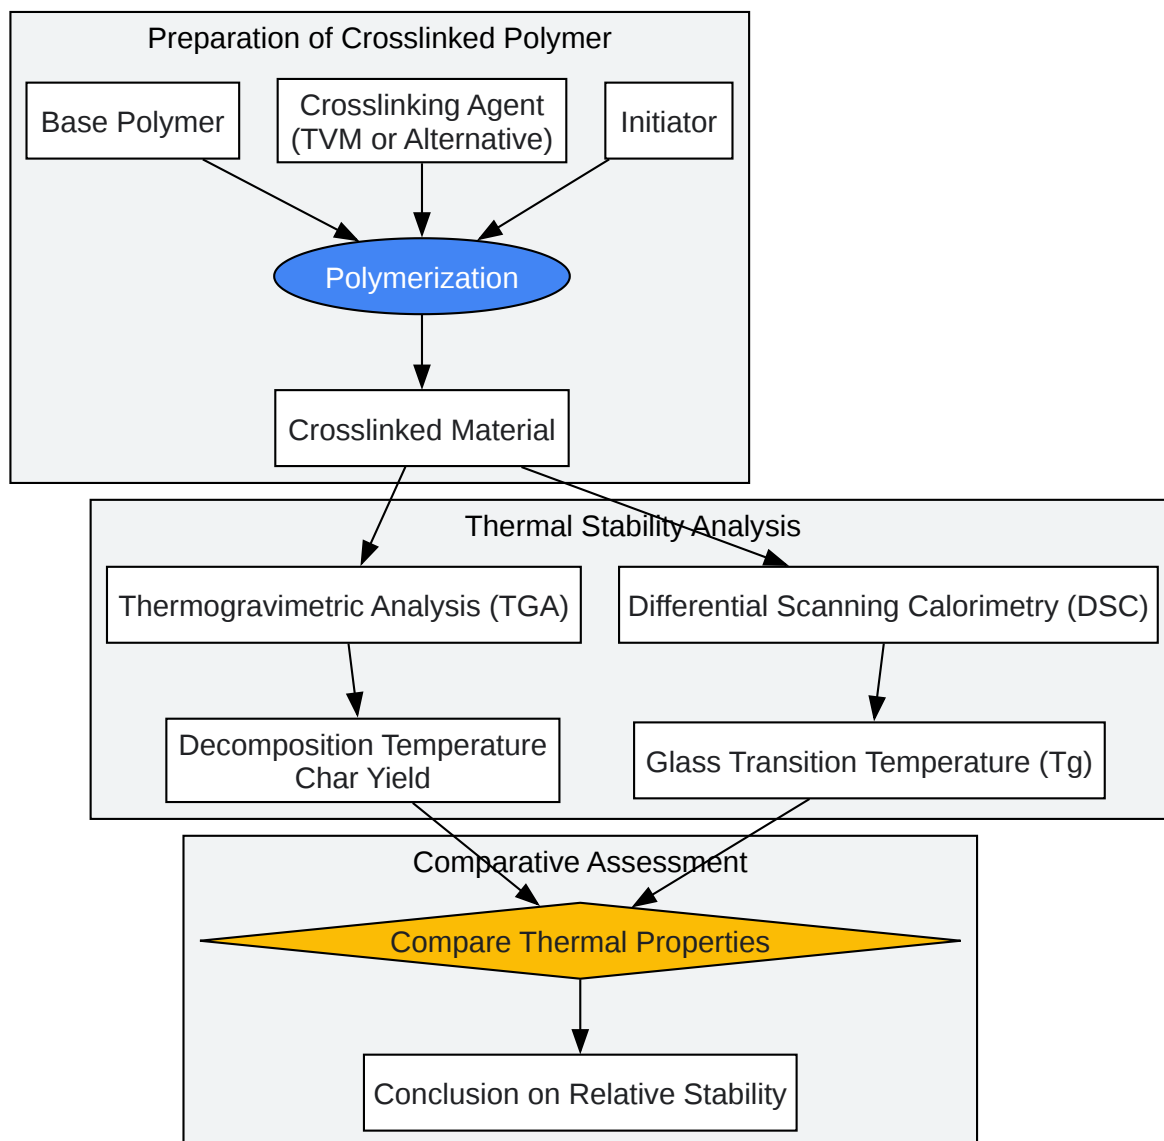 Preparation of Crosslinked Polymer
Base Polymer
Crosslinking Agent
(TVM or Alternative)
Initiator
Polymerization
Crosslinked Material
Thermal Stability Analysis
Thermogravimetric Analysis (TGA)
Differential Scanning Calorimetry (DSC)
Decomposition Temperature
Char Yield
Glass Transition Temperature (Tg)
Comparative Assessment
Compare Thermal Properties
Conclusion on Relative Stability